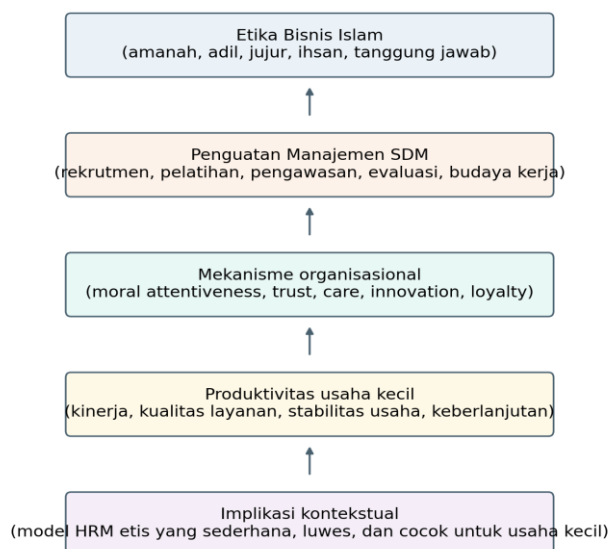 Etika Bisnis Islam
(amanah, adil, jujur, ihsan, tanggung jawab)
Penguatan Manajemen SDM
(rekrutmen, pelatihan, pengawasan, evaluasi, budaya kerja)
Mekanisme organisasional
(moral attentiveness, trust, care, innovation, loyalty)
Produktivitas usaha kecil
(kinerja, kualitas layanan, stabilitas usaha, keberlanjutan)
Implikasi kontekstual
(model HRM etis yang sederhana, luwes, dan cocok untuk usaha kecil)